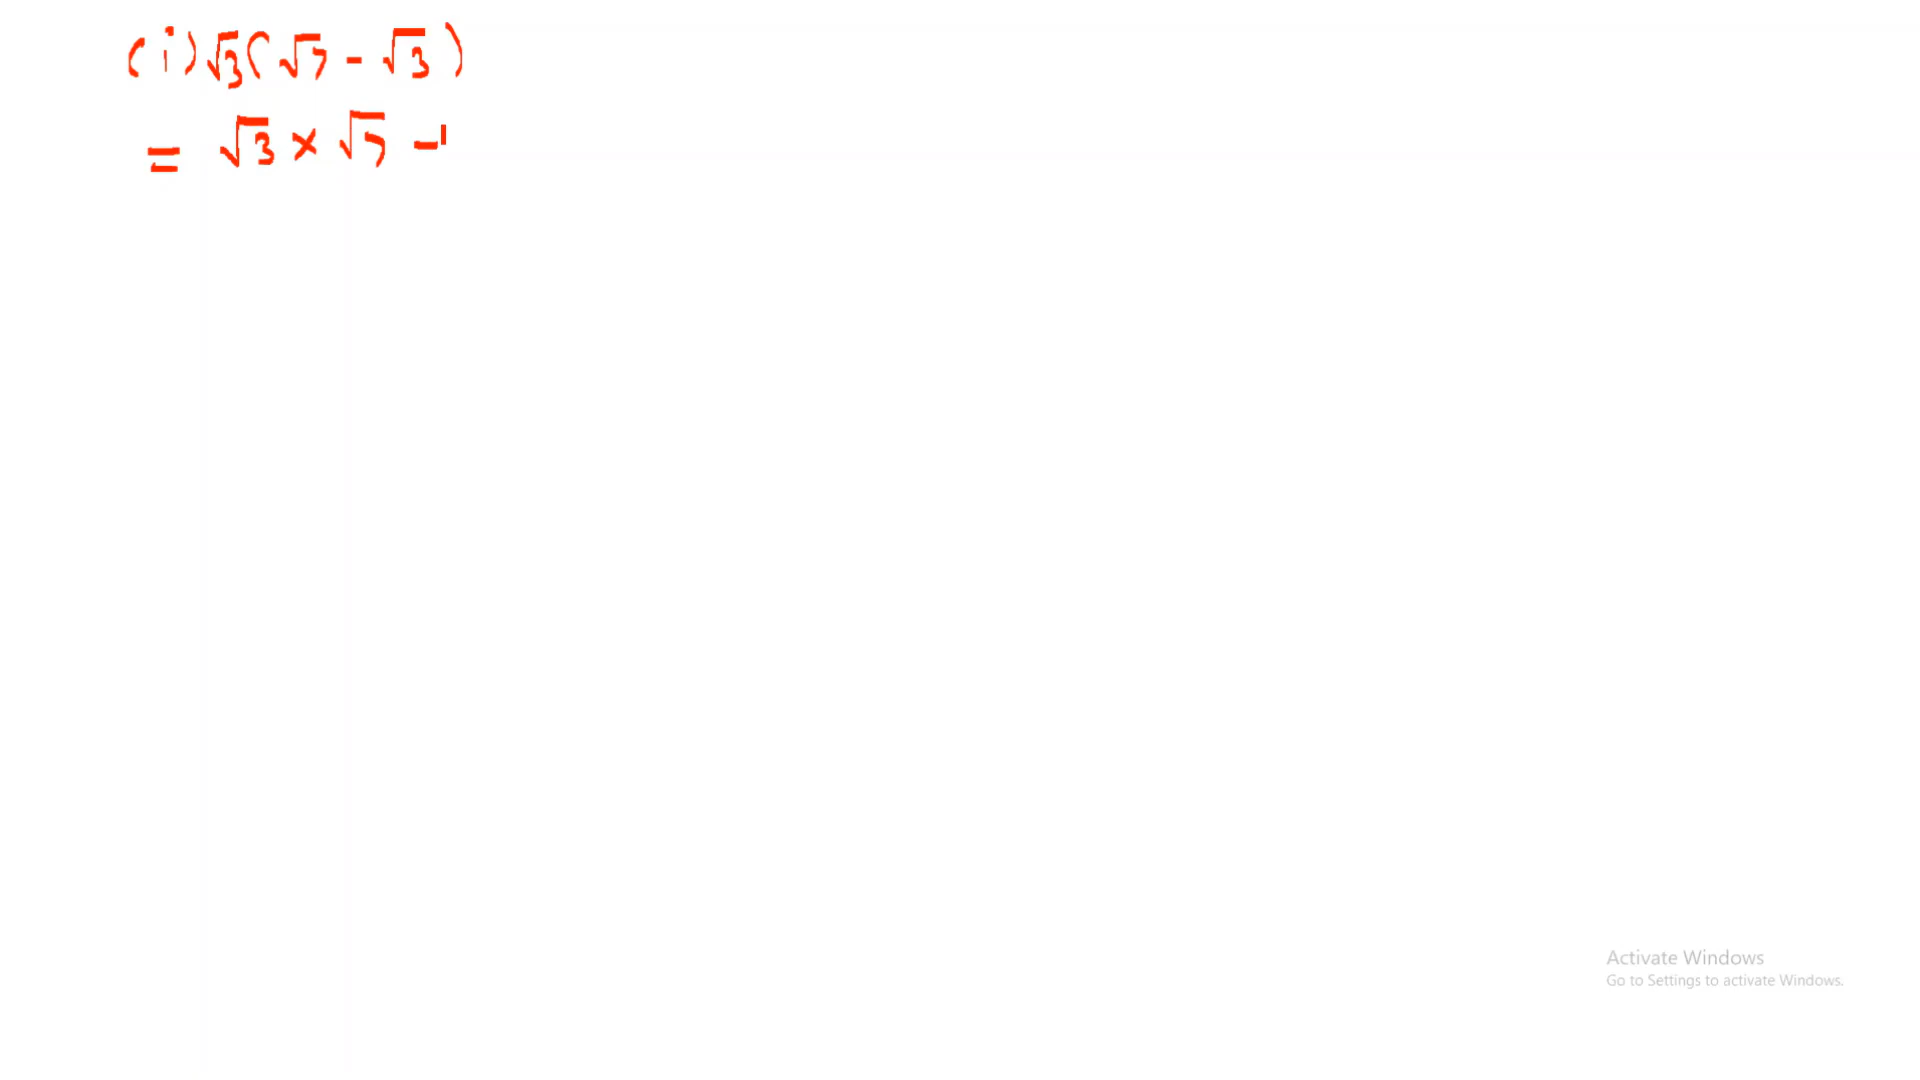 (i) √3(√7 - √3)
= √3 × √7 -
Activate Windows
Go to Settings to activate Windows.